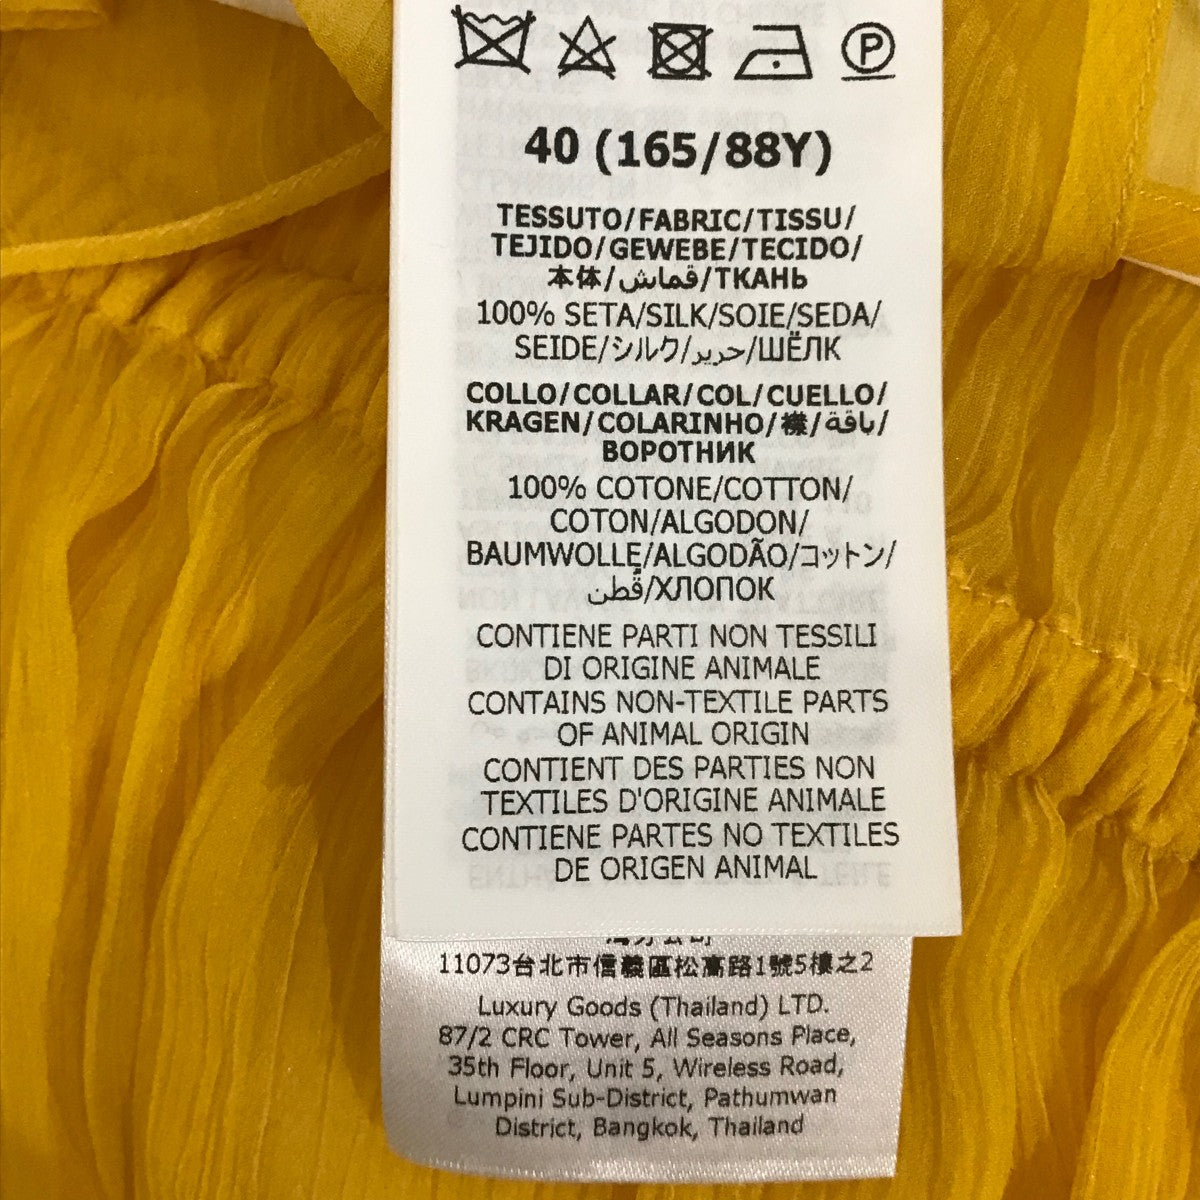 P
40 (165/88Y)
TESSUTO/FABRIC/TISSU/
TEJIDO/GEWEBE/TECIDO/
本体/قماش/ТКАНЬ
100% SETA/SILK/SOIE/SEDA/
SEIDE/シルク/حرير/ШЁЛК
COLLO/COLLAR/COL/CUELLO/
KRAGEN/COLARINHO/襟/باقة/
ВОРОТНИК
100% COTONE/COTTON/
COTON/ALGODON/
BAUMWOLLE/ALGODÃO/コットン/
قُطن/ХЛОПОК
CONTIENE PARTI NON TESSILI
DI ORIGINE ANIMALE
CONTAINS NON-TEXTILE PARTS
OF ANIMAL ORIGIN
CONTIENT DES PARTIES NON
TEXTILES D'ORIGINE ANIMALE
CONTIENE PARTES NO TEXTILES
DE ORIGEN ANIMAL
11073台北市信義區松高路1號5樓之2
Luxury Goods (Thailand) LTD.
87/2 CRC Tower, All Seasons Place,
35th Floor, Unit 5, Wireless Road,
Lumpini Sub-District, Pathumwan
District, Bangkok, Thailand